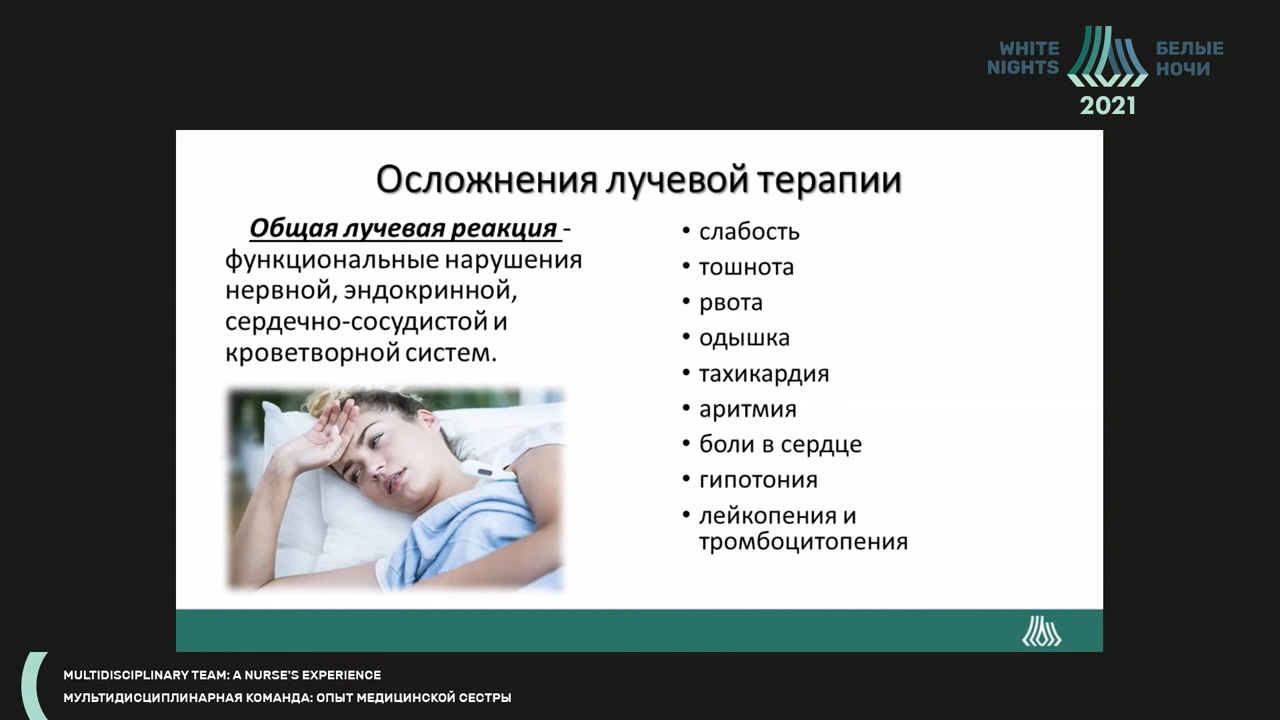 WHITE NIGHTS
БЕЛЫЕ НОЧИ
2021
Осложнения лучевой терапии
Общая лучевая реакция -
функциональные нарушения
нервной, эндокринной,
сердечно-сосудистой и
кроветворной систем.
• слабость
• тошнота
• рвота
• одышка
• тахикардия
• аритмия
• боли в сердце
• гипотония
• лейкопения и
тромбоцитопения
MULTIDISCIPLINARY TEAM: A NURSE'S EXPERIENCE
МУЛЬТИДИСЦИПЛИНАРНАЯ КОМАНДА: ОПЫТ МЕДИЦИНСКОЙ СЕСТРЫ